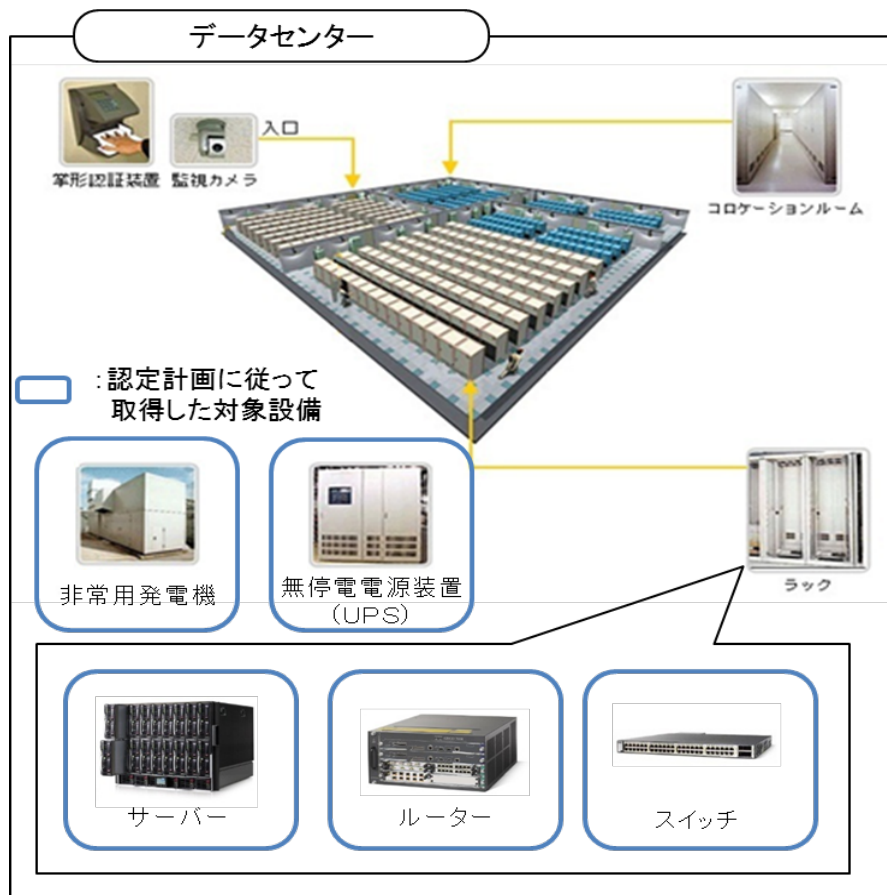 データセンター
入口
掌形認証装置
監視カメラ
コロケーションルーム
：認定計画に従って
取得した対象設備
非常用発電機
無停電電源装置
（UPS）
ラック
サーバー
ルーター
スイッチ